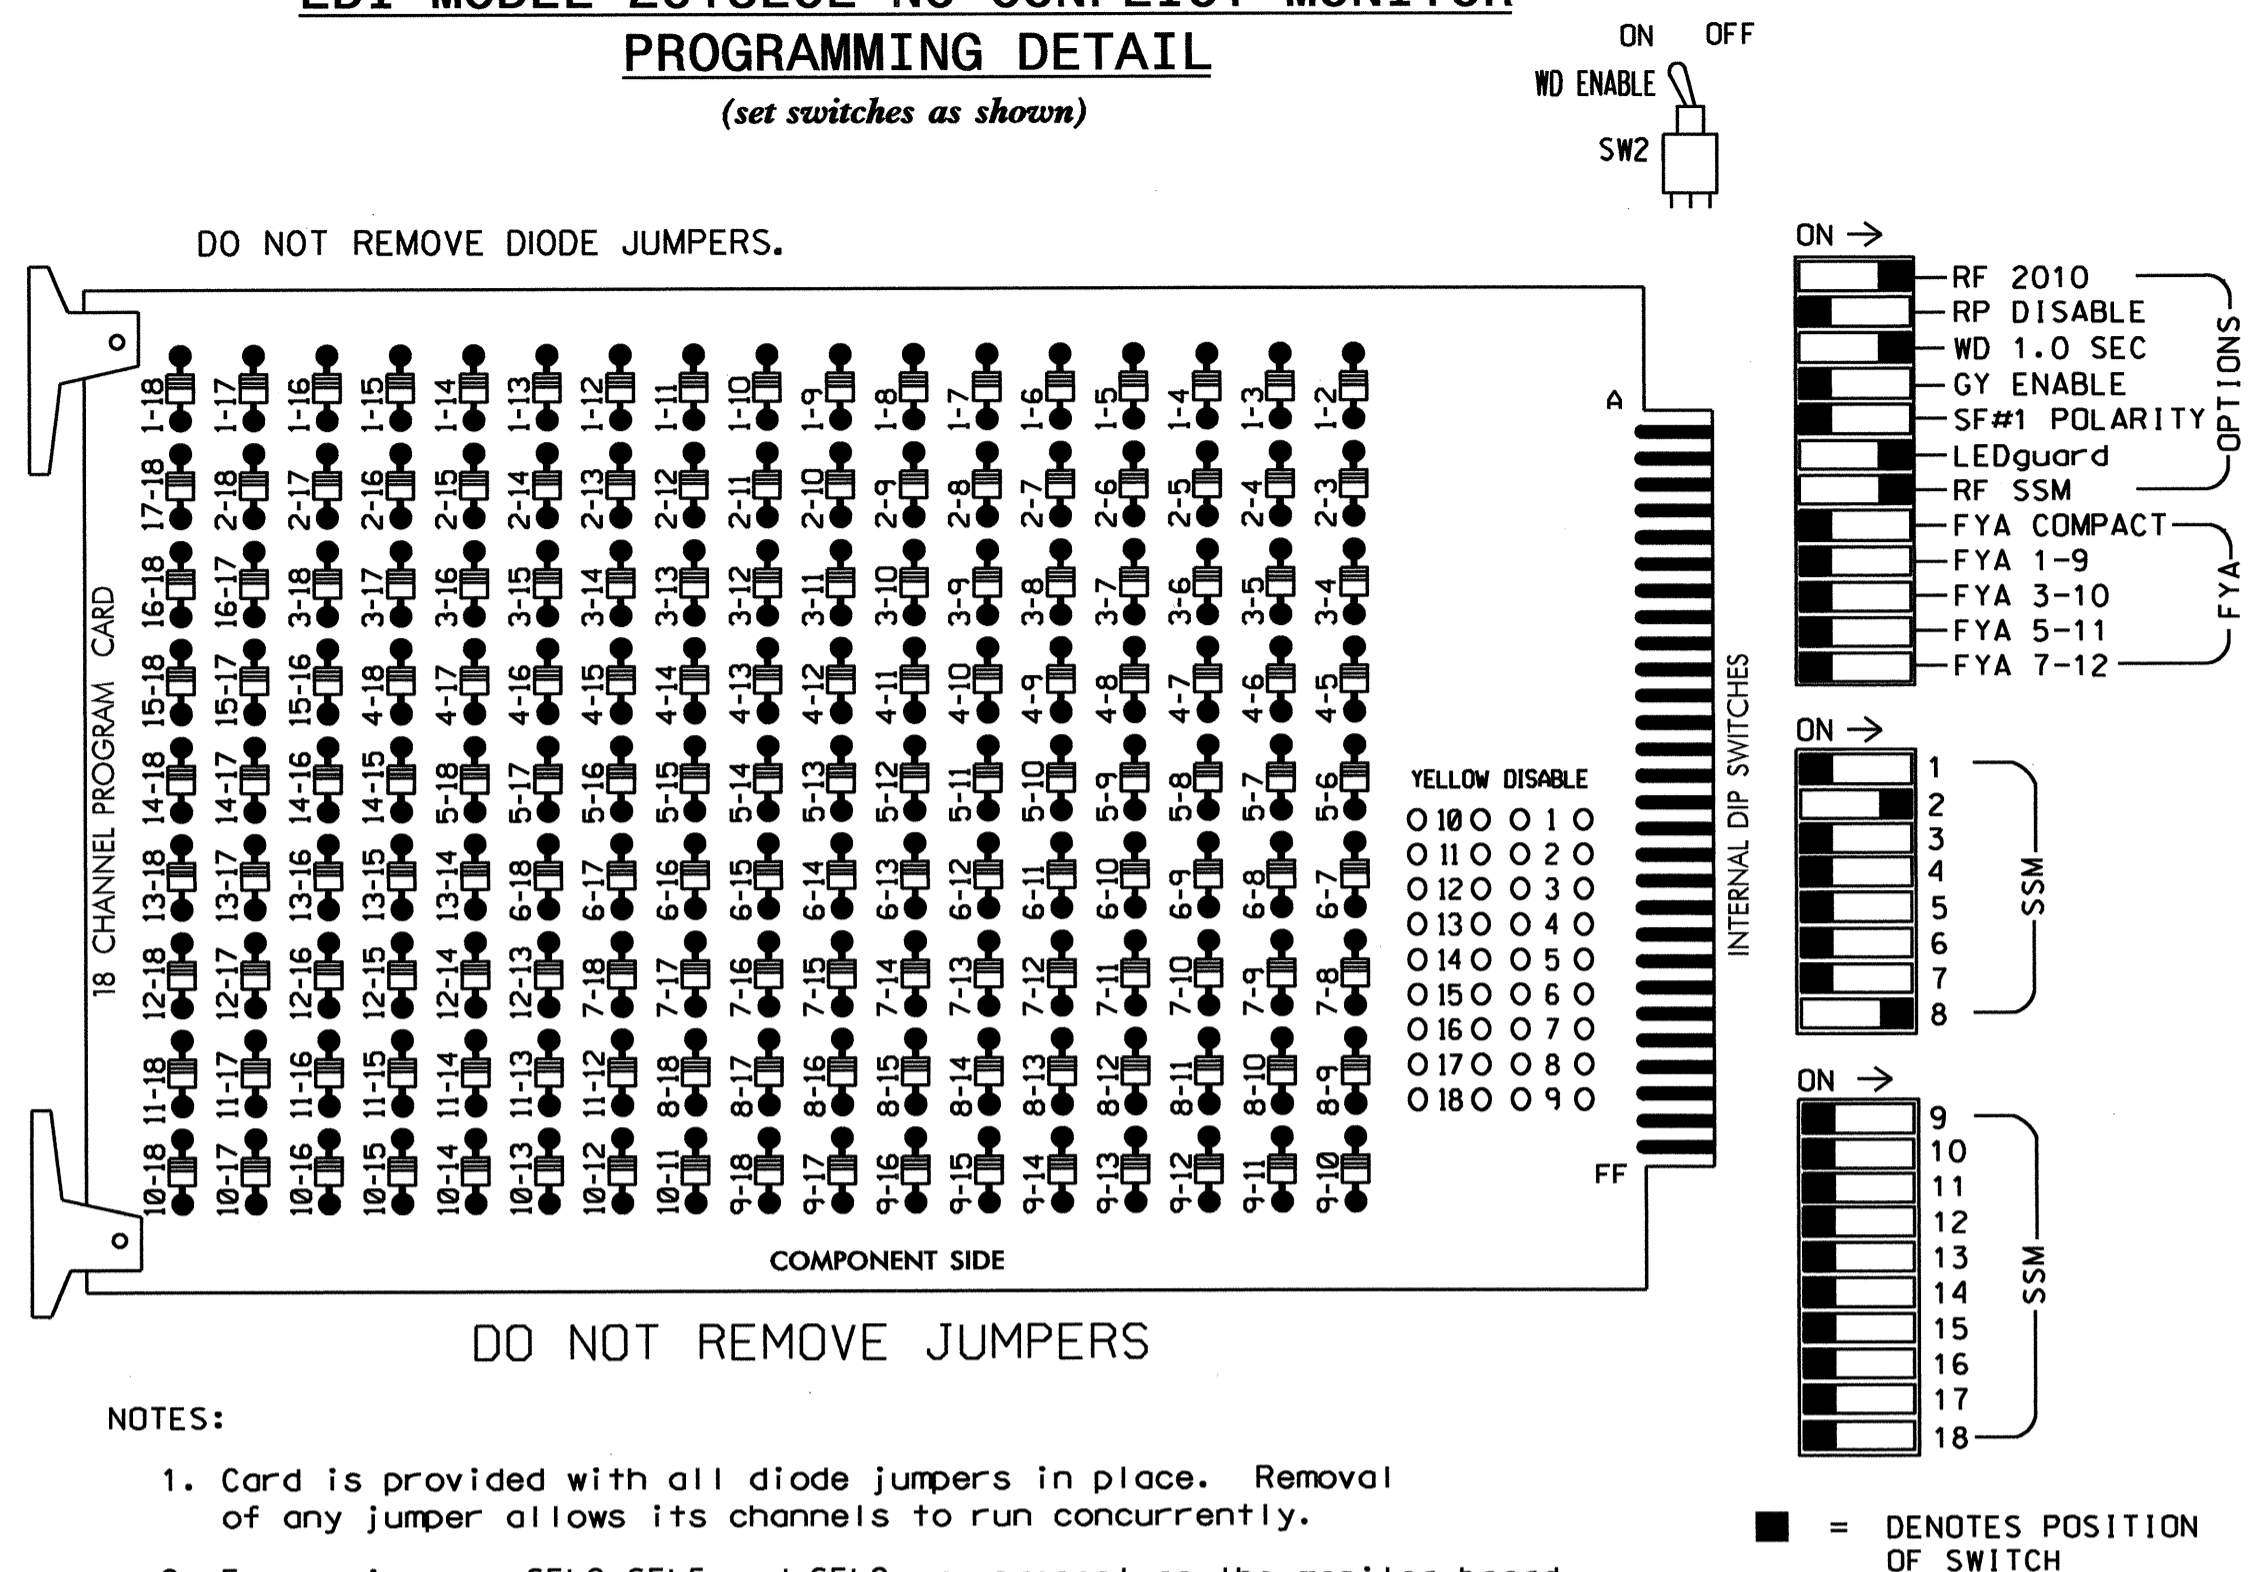 PROGRAMMING DETAIL
(set switches as shown)
ON OFF
WD ENABLE
SW2
DO NOT REMOVE DIODE JUMPERS.
18 CHANNEL PROGRAM CARD
1-18 1-17 1-16 1-15 1-14 1-13 1-12 1-11 1-10 1-9 1-8 1-7 1-6 1-5 1-4 1-3 1-2
17-18 2-18 2-17 2-16 2-15 2-14 2-13 2-12 2-11 2-10 2-9 2-8 2-7 2-6 2-5 2-4 2-3
16-18 16-17 3-18 3-17 3-16 3-15 3-14 3-13 3-12 3-11 3-10 3-9 3-8 3-7 3-6 3-5 3-4
15-18 15-17 15-16 4-18 4-17 4-16 4-15 4-14 4-13 4-12 4-11 4-10 4-9 4-8 4-7 4-6 4-5
14-18 14-17 14-16 14-15 5-18 5-17 5-16 5-15 5-14 5-13 5-12 5-11 5-10 5-9 5-8 5-7 5-6
13-18 13-17 13-16 13-15 13-14 6-18 6-17 6-16 6-15 6-14 6-13 6-12 6-11 6-10 6-9 6-8 6-7
12-18 12-17 12-16 12-15 12-14 12-13 7-18 7-17 7-16 7-15 7-14 7-13 7-12 7-11 7-10 7-9 7-8
11-18 11-17 11-16 11-15 11-14 11-13 11-12 8-18 8-17 8-16 8-15 8-14 8-13 8-12 8-11 8-10 8-9
10-18 10-17 10-16 10-15 10-14 10-13 10-12 10-11 9-18 9-17 9-16 9-15 9-14 9-13 9-12 9-11 9-10
A
YELLOW DISABLE
10 1
11 2
12 3
13 4
14 5
15 6
16 7
17 8
18 9
FF
COMPONENT SIDE
INTERNAL DIP SWITCHES
ON →
RF 2010
RP DISABLE
WD 1.0 SEC
GY ENABLE
SF#1 POLARITY
LEDguard
RF SSM
OPTIONS
FYA COMPACT
FYA 1-9
FYA 3-10
FYA 5-11
FYA 7-12
FYA
ON →
1
2
3
4
5
6
7
8
SSM
ON →
9
10
11
12
13
14
15
16
17
18
SSM
DO NOT REMOVE JUMPERS
NOTES:
1. Card is provided with all diode jumpers in place. Removal
of any jumper allows its channels to run concurrently.
■ = DENOTES POSITION
OF SWITCH